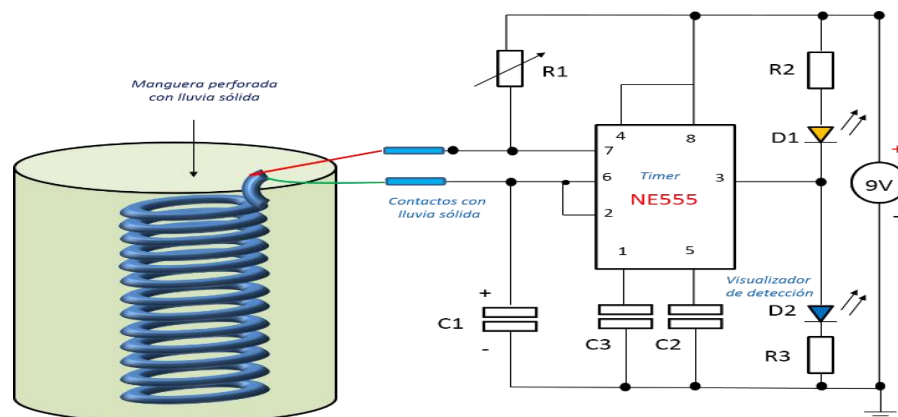 Manguera perforada
con lluvia sólida
Contactos con
lluvia sólida
R1
4
8
7
6
2
3
1
5
Timer
NE555
R2
D1
+
9V
-
Visualizador
de detección
D2
R3
+
C1
-
C3
C2